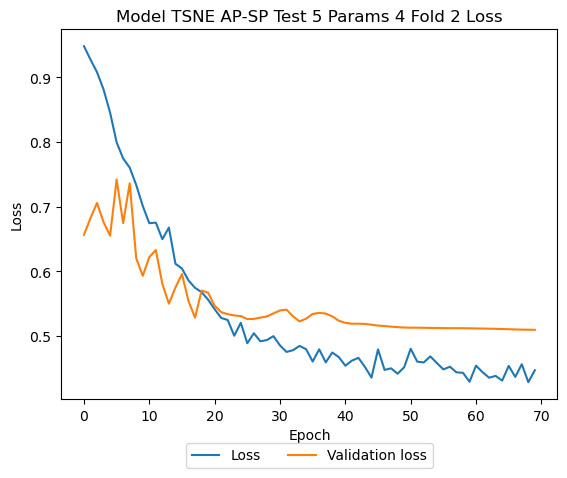 Model TSNE AP-SP Test 5 Params 4 Fold 2 Loss
0.9
0.8
0.7
0.6
0.5
Loss
0 10 20 30 40 50 60 70
Epoch
Loss Validation loss